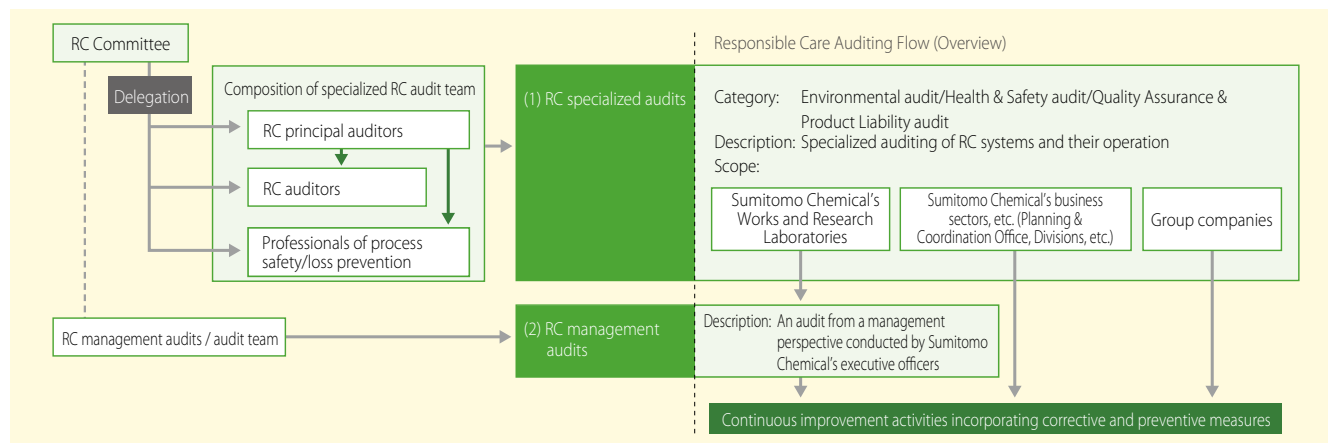 RC Committee
Delegation
Composition of specialized RC audit team
RC principal auditors
RC auditors
Professionals of process
safety/loss prevention
RC management audits / audit team
(1) RC specialized audits
(2) RC management
audits
Responsible Care Auditing Flow (Overview)
Category: Environmental audit/Health & Safety audit/Quality Assurance &
Product Liability audit
Description: Specialized auditing of RC systems and their operation
Scope:
Sumitomo Chemical's
Works and Research
Laboratories
Sumitomo Chemical's business
sectors, etc. (Planning &
Coordination Office, Divisions, etc.)
Group companies
Description: An audit from a management
perspective conducted by Sumitomo
Chemical's executive officers
Continuous improvement activities incorporating corrective and preventive measures